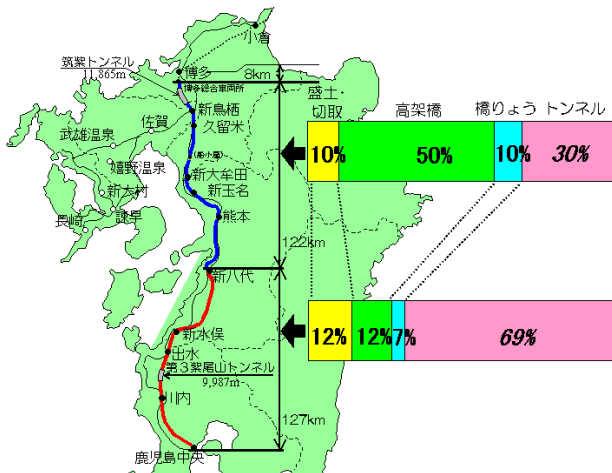 小倉
博多
筑紫トンネル
11,865m
8km
博多総合車両所
盛土・
切取
高架橋
橋りょう
トンネル
新鳥栖
佐賀
久留米
武雄温泉
(船小屋)
嬉野温泉
新大牟田
新大村
新玉名
長崎
諫早
熊本
10%
50%
10%
30%
122km
新八代
新水俣
出水
12%
12%
7%
69%
第3紫尾山トンネル
9,987m
川内
127km
鹿児島中央